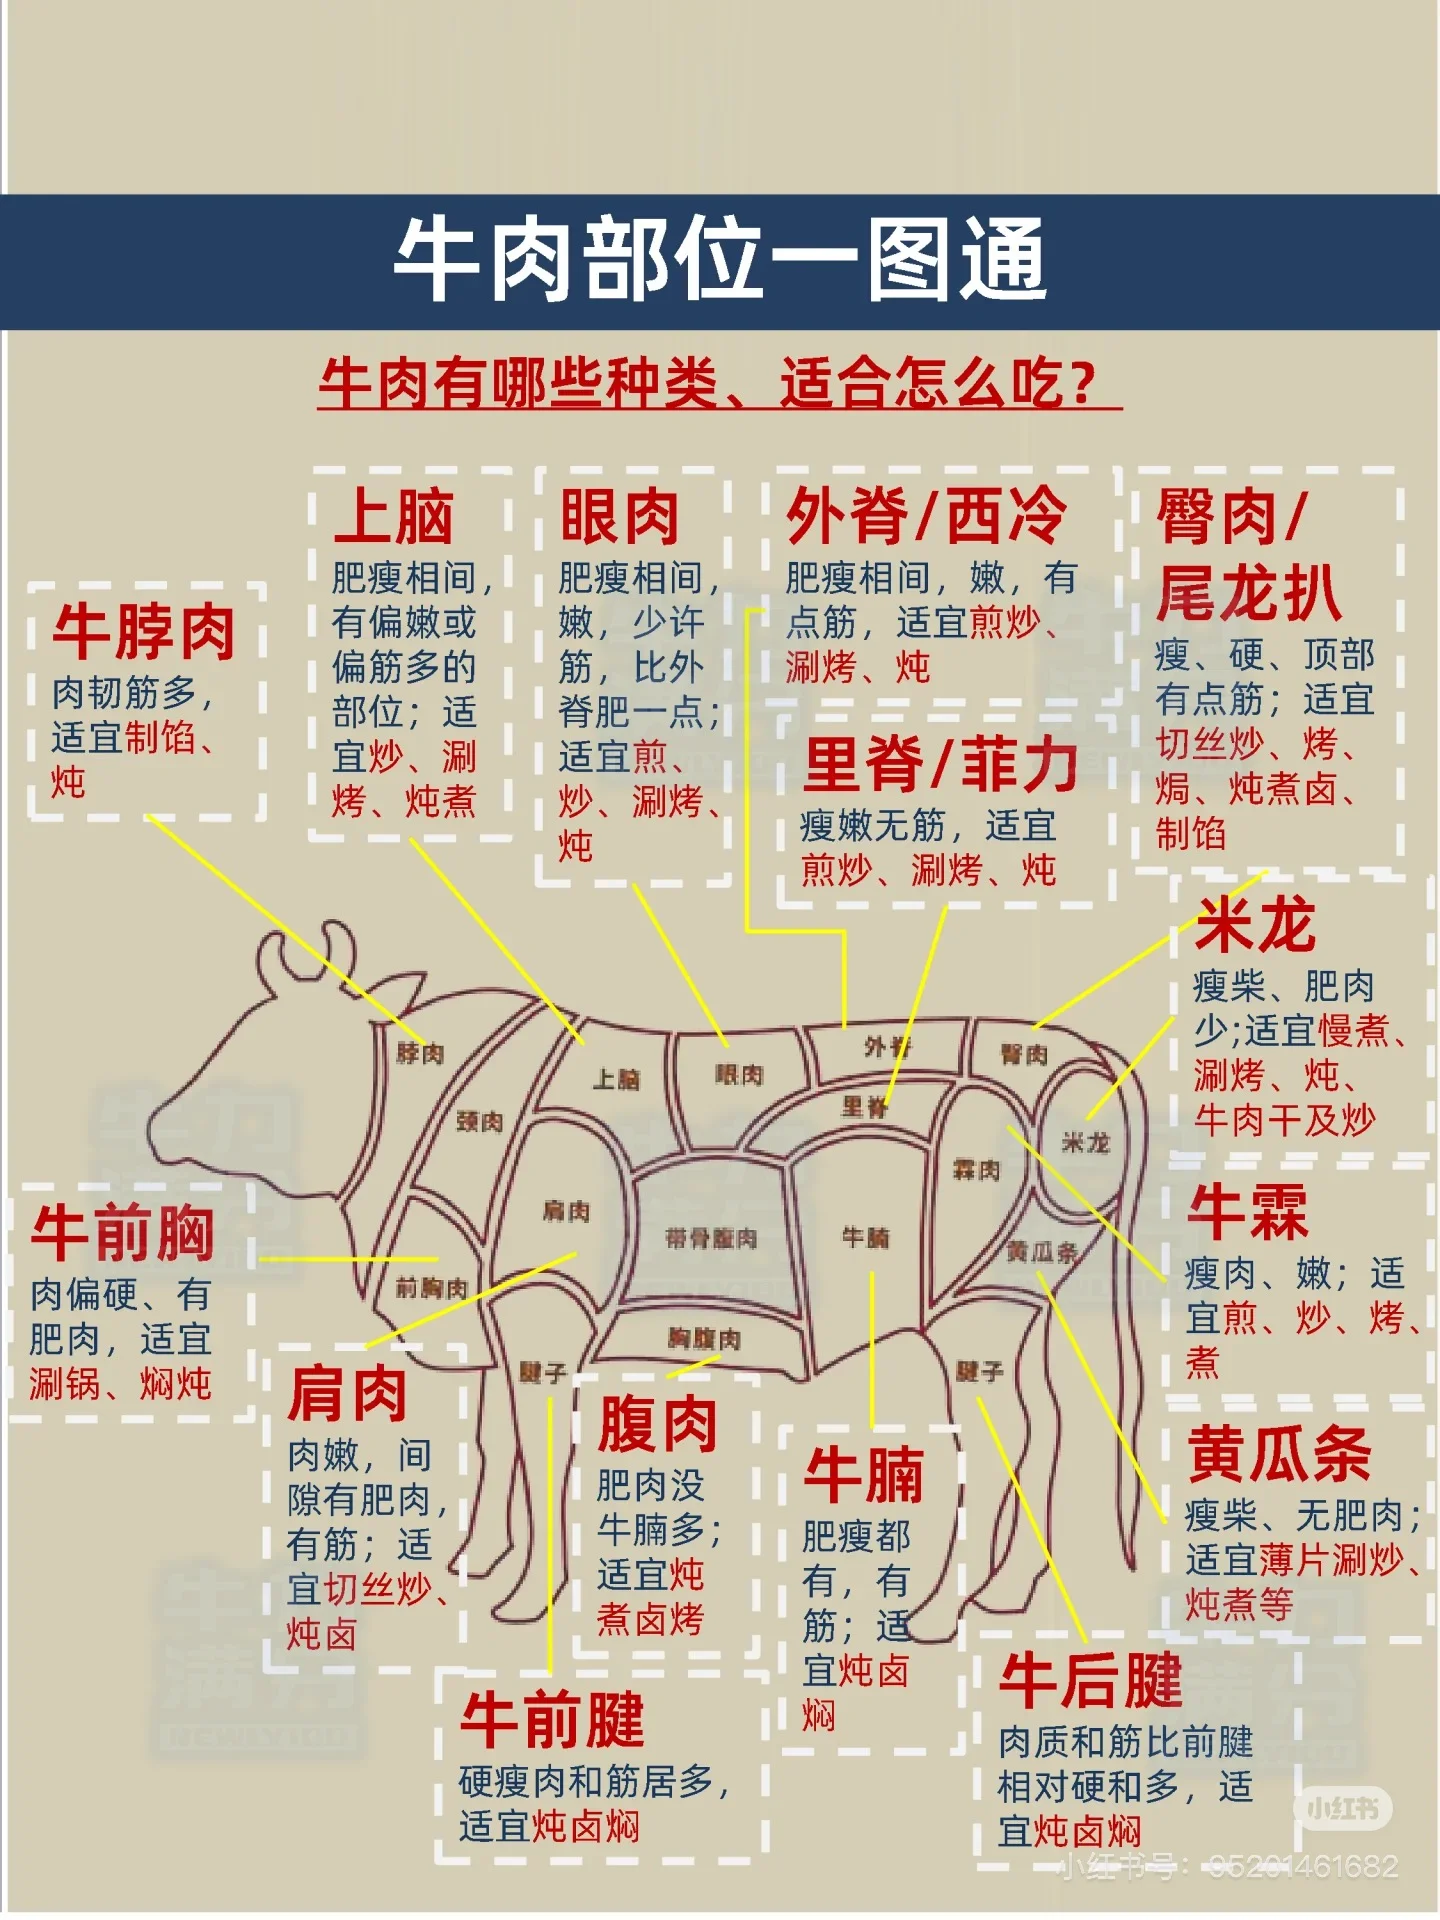 牛肉部位一图通
牛肉有哪些种类、适合怎么吃？
牛脖肉
肉韧筋多，
适宜制馅、
炖
上脑
肥瘦相间，
有偏嫩或
偏筋多的
部位；适
宜炒、涮
烤、炖煮
眼肉
肥瘦相间，
嫩，少许
筋，比外
脊肥一点；
适宜煎、
炒、涮烤、
炖
外脊/西冷
肥瘦相间，嫩，有
点筋，适宜煎炒、
涮烤、炖
里脊/菲力
瘦嫩无筋，适宜
煎炒、涮烤、炖
臀肉/
尾龙扒
瘦、硬、顶部
有点筋；适宜
切丝炒、烤、
焗、炖煮卤、
制馅
米龙
瘦柴、肥肉
少;适宜慢煮、
涮烤、炖、
牛肉干及炒
牛霖
瘦肉、嫩；适
宜煎、炒、烤、
煮
黄瓜条
瘦柴、无肥肉；
适宜薄片涮炒、
炖煮等
脖肉
颈肉
上脑
眼肉
外脊
里脊
臀肉
米龙
霖肉
黄瓜条
肩肉
带骨腹肉
牛腩
前胸肉
胸腹肉
腱子
腱子
牛前胸
肉偏硬、有
肥肉，适宜
涮锅、焖炖
肩肉
肉嫩，间
隙有肥肉，
有筋；适
宜切丝炒、
炖卤
腹肉
肥肉没
牛腩多；
适宜炖
煮卤烤
牛腩
肥瘦都
有，有
筋；适
宜炖卤
焖
牛前腱
硬瘦肉和筋居多，
适宜炖卤焖
牛后腱
肉质和筋比前腱
相对硬和多，适
宜炖卤焖
小红书
小红书号：95201461682